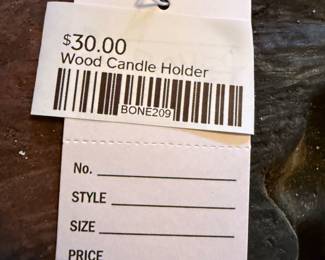 $30.00
Wood Candle Holder
BONE209
No.
STYLE
SIZE
PRICE